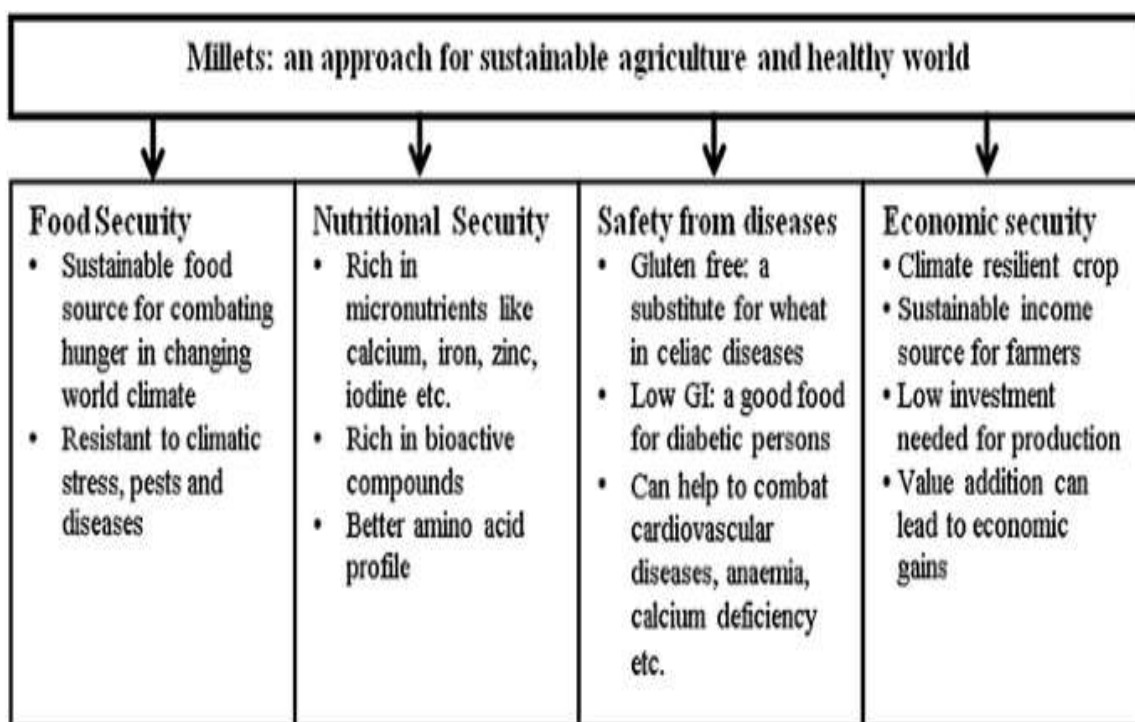 Millets: an approach for sustainable agriculture and healthy world
Food Security
• Sustainable food
source for combating
hunger in changing
world climate
• Resistant to climatic
stress, pests and
diseases
Nutritional Security
• Rich in
micronutrients like
calcium, iron, zinc,
iodine etc.
• Rich in bioactive
compounds
• Better amino acid
profile
Safety from diseases
• Gluten free: a
substitute for wheat
in celiac diseases
• Low GI: a good food
for diabetic persons
• Can help to combat
cardiovascular
diseases, anaemia,
calcium deficiency
etc.
Economic security
• Climate resilient crop
• Sustainable income
source for farmers
• Low investment
needed for production
• Value addition can
lead to economic
gains